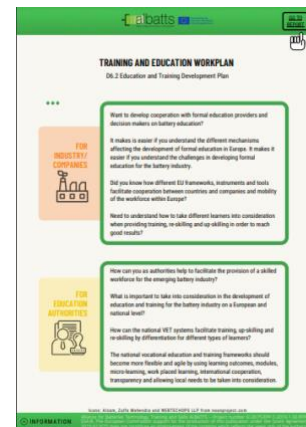 albatts
GO TO
REPORT
TRAINING AND EDUCATION WORKPLAN
D6.2 Education and Training Development Plan
FOR
INDUSTRY/
COMPANIES
Want to develop cooperation with formal education providers and
decision makers on battery education?
It makes is easier if you understand the different mechanisms
affecting the development of formal education in Europe. It makes it
easier if you understand the challenges in developing formal
education for the battery industry.
Did you know how different EU frameworks, instruments and tools
facilitate cooperation between countries and companies and mobility
of the workforce within Europe?
Need to understand how to take different learners into consideration
when providing training, re-skilling and up-skilling in order to reach
good results?
FOR
EDUCATION
AUTHORITIES
How can you as authorities help to facilitate the provision of a skilled
workforce for the emerging battery industry?
What is important to take into consideration in the development of
education and training for the battery industry on a European and
national level?
How can the national VET systems facilitate training, up-skilling and
re-skilling by differentiation for different types of learners?
The national vocational education and training frameworks should
become more flexible and agile by using learning outcomes, modules,
micro-learning, work placed learning, international cooperation,
transparency and allowing local needs to be taken into consideration.
INFORMATION